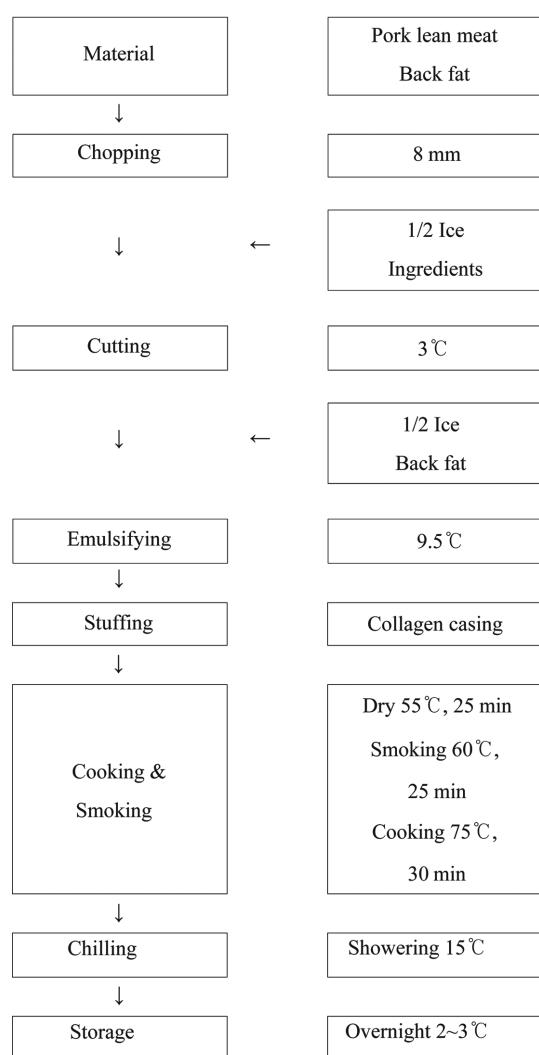 Material
Pork lean meat
Back fat
↓
Chopping
8 mm
↓
←
1/2 Ice
Ingredients
Cutting
3℃
↓
←
1/2 Ice
Back fat
Emulsifying
9.5℃
↓
Stuffing
Collagen casing
↓
Cooking &
Smoking
Dry 55℃, 25 min
Smoking 60℃,
25 min
Cooking 75℃,
30 min
↓
Chilling
Showering 15℃
↓
Storage
Overnight 2~3℃